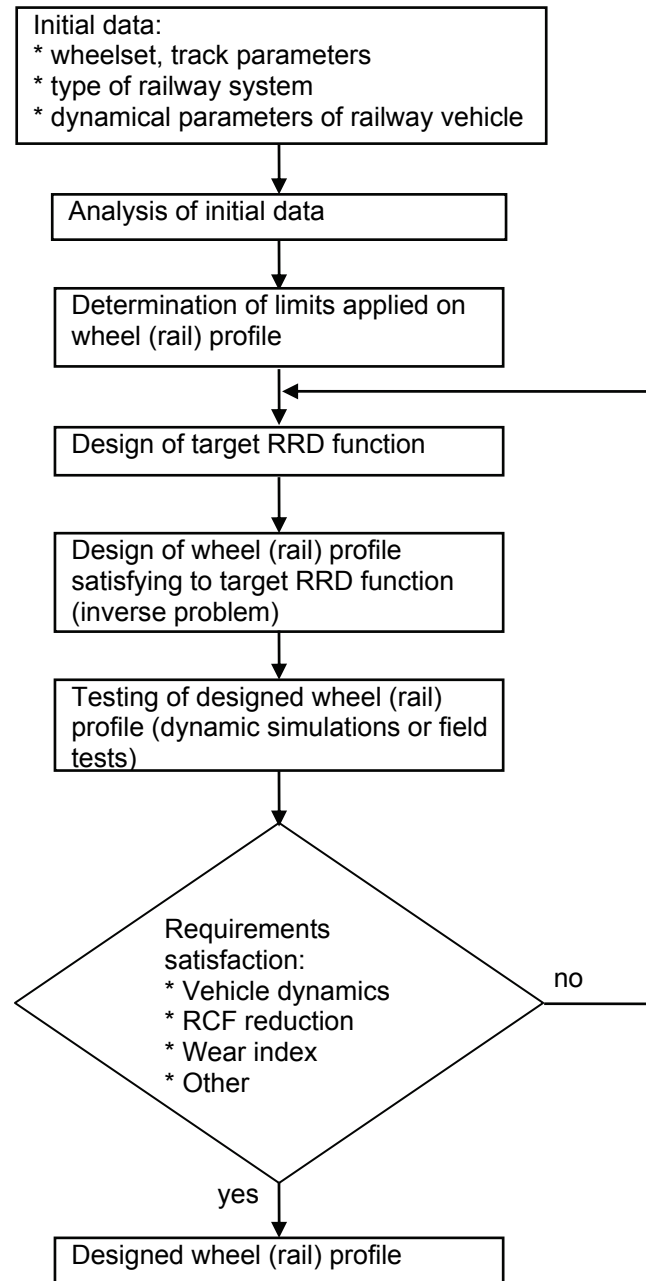 Initial data:
* wheelset, track parameters
* type of railway system
* dynamical parameters of railway vehicle
Analysis of initial data
Determination of limits applied on
wheel (rail) profile
Design of target RRD function
Design of wheel (rail) profile
satisfying to target RRD function
(inverse problem)
Testing of designed wheel (rail)
profile (dynamic simulations or field
tests)
Requirements
satisfaction:
* Vehicle dynamics
* RCF reduction
* Wear index
* Other
no
yes
Designed wheel (rail) profile